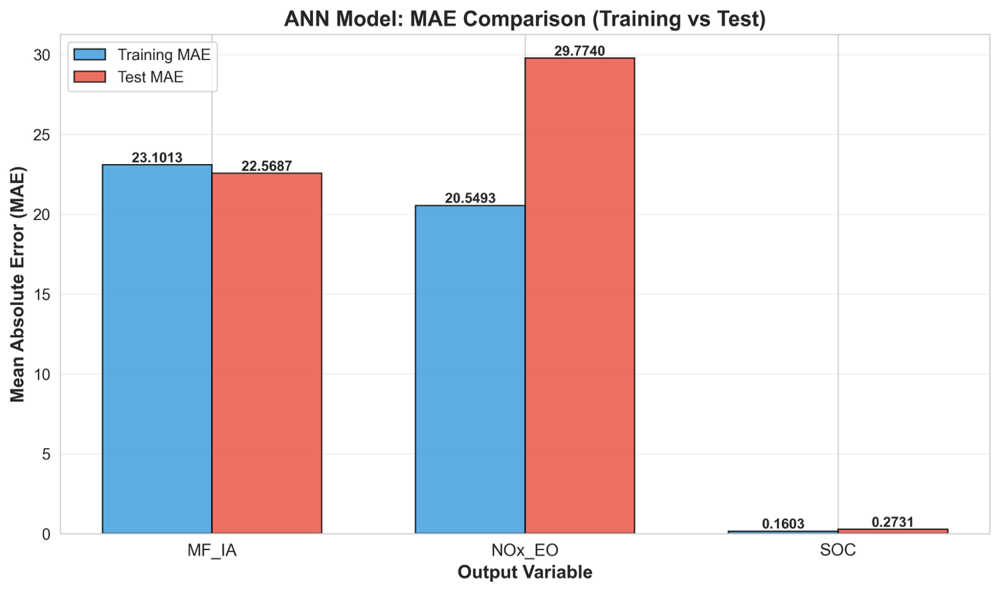 ANN Model: MAE Comparison (Training vs Test)
Training MAE
Test MAE
Mean Absolute Error (MAE)
30
25
20
15
10
5
0
23.1013
22.5687
20.5493
29.7740
0.1603
0.2731
MF_IA
NOx_EO
SOC
Output Variable